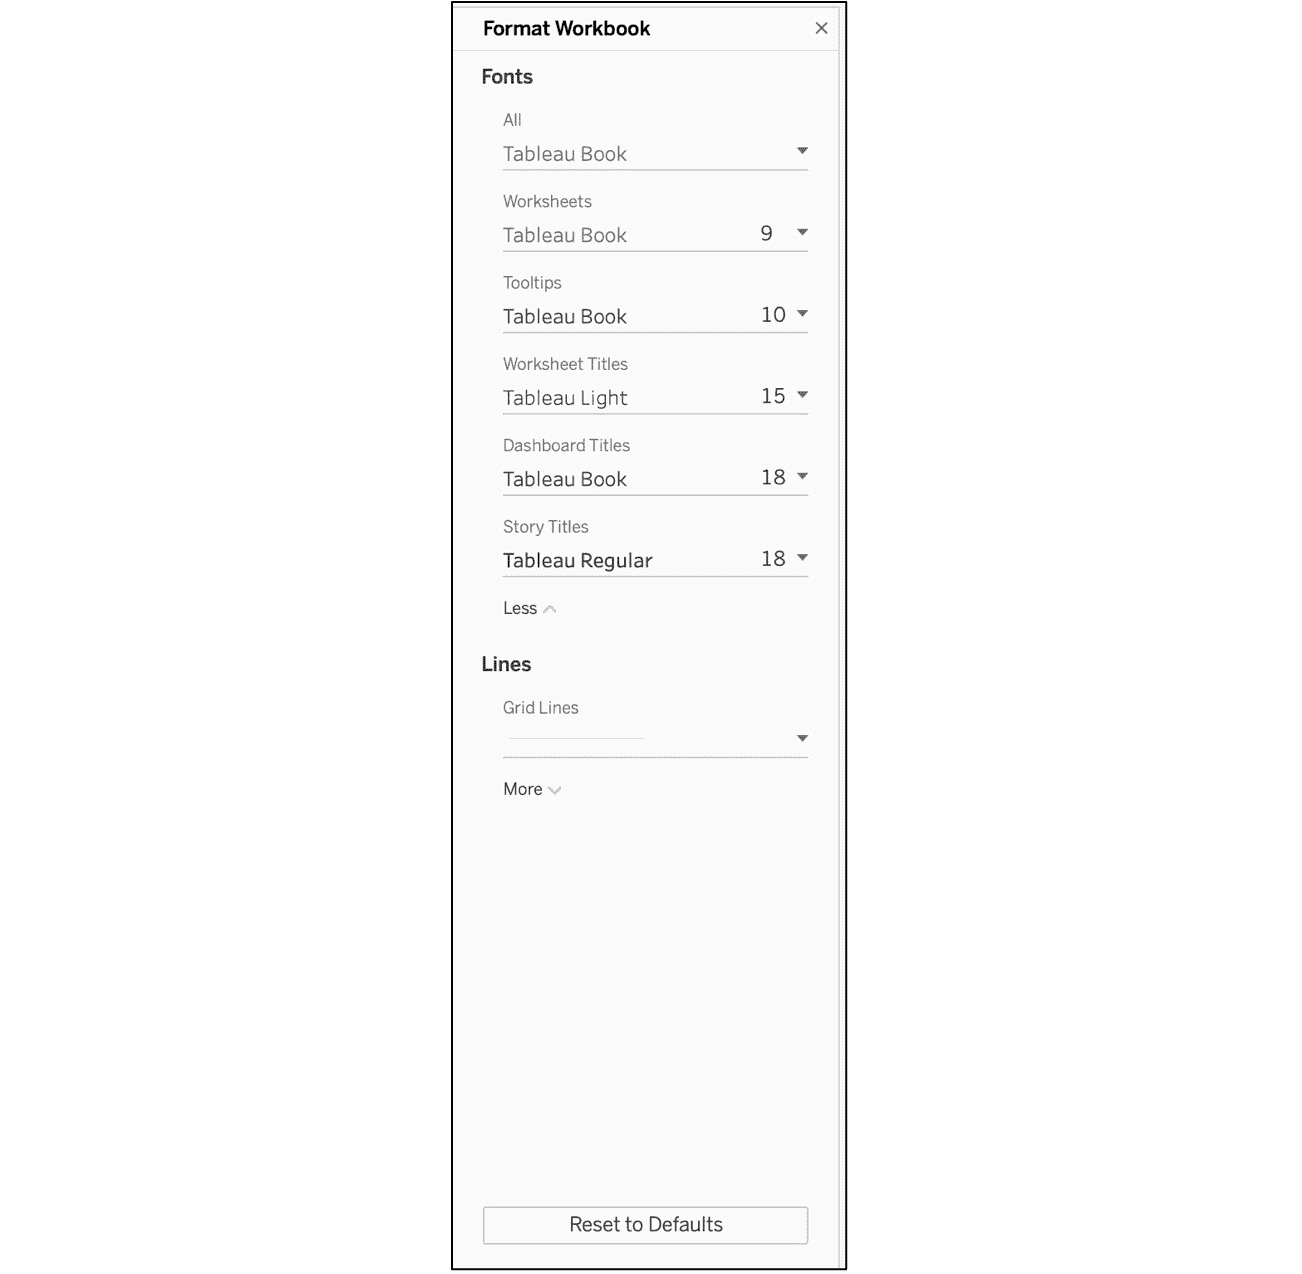 Format Workbook ×
Fonts
All
Tableau Book
Worksheets
Tableau Book 9
Tooltips
Tableau Book 10
Worksheet Titles
Tableau Light 15
Dashboard Titles
Tableau Book 18
Story Titles
Tableau Regular 18
Less
Lines
Grid Lines
More
Reset to Defaults